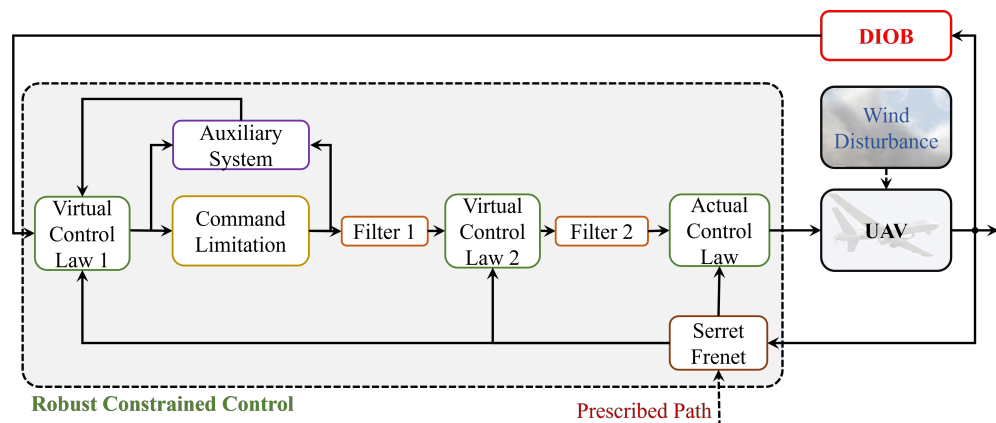 DIOB
Wind
Disturbance
Auxiliary
System
Virtual
Control
Law 1
Command
Limitation
Filter 1
Virtual
Control
Law 2
Filter 2
Actual
Control
Law
UAV
Serret
Frenet
Robust Constrained Control
Prescribed Path